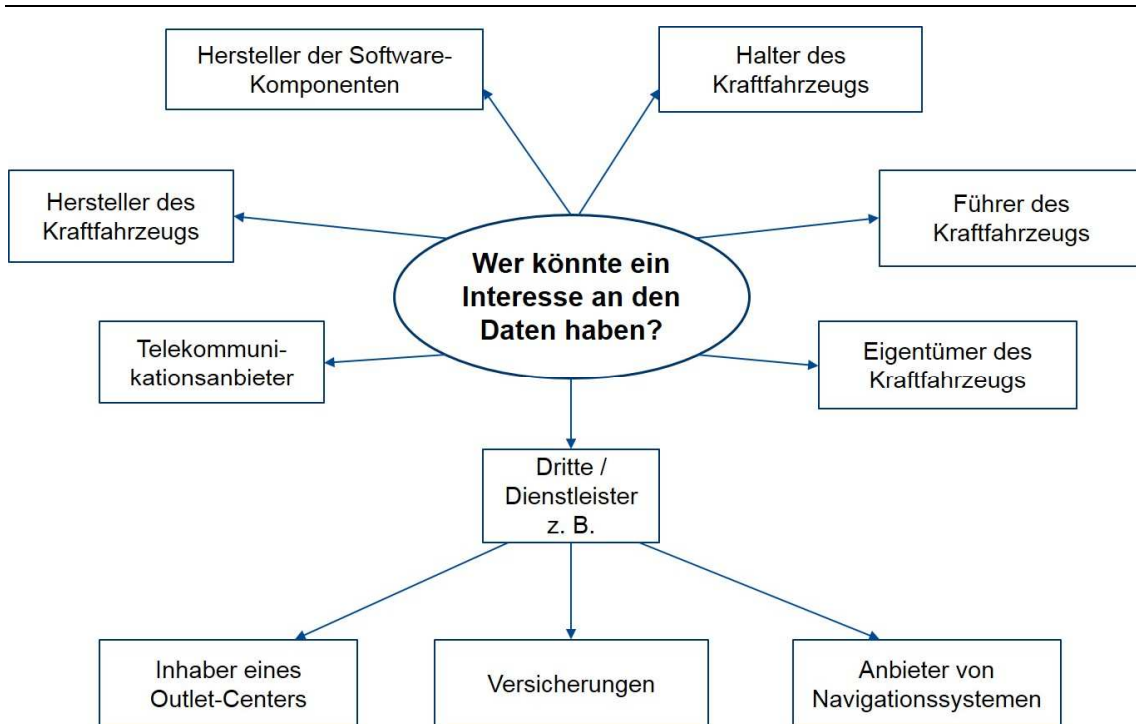 Hersteller der Software-
Komponenten
Halter des
Kraftfahrzeugs
Hersteller des
Kraftfahrzeugs
Führer des
Kraftfahrzeugs
Wer könnte ein
Interesse an den
Daten haben?
Telekommuni-
kationsanbieter
Eigentümer des
Kraftfahrzeugs
Dritte /
Dienstleister
z. B.
Inhaber eines
Outlet-Centers
Versicherungen
Anbieter von
Navigationssystemen